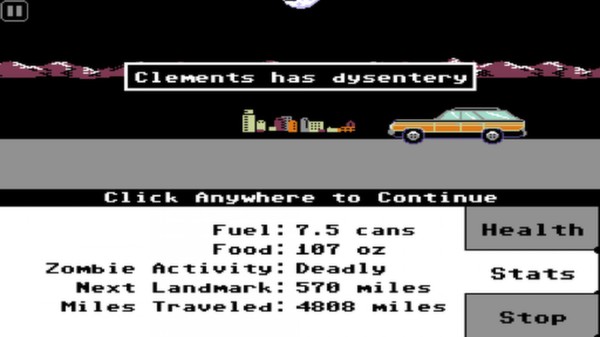 Clements has dysentery
Click Anywhere to Continue
Fuel: 7.5 cans
Food: 107 oz
Zombie Activity: Deadly
Next Landmark: 570 miles
Miles Traveled: 4808 miles
Health
Stats
Stop